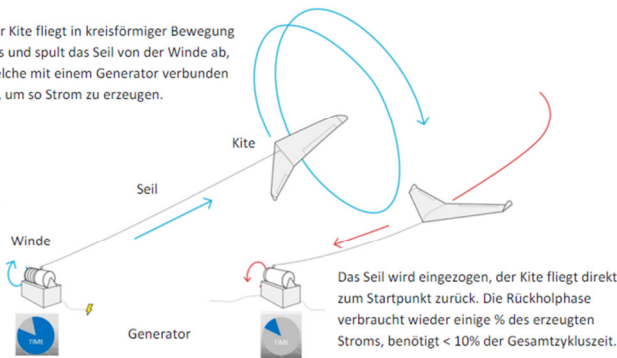 r Kite fliegt in kreisförmiger Bewegung
s und spult das Seil von der Winde ab,
elche mit einem Generator verbunden
, um so Strom zu erzeugen.
Kite
Seil
Winde
TIME
Generator
TIME
Das Seil wird eingezogen, der Kite fliegt direkt
zum Startpunkt zurück. Die Rückholphase
verbraucht wieder einige % des erzeugten
Stroms, benötigt < 10% der Gesamtzykluszeit.